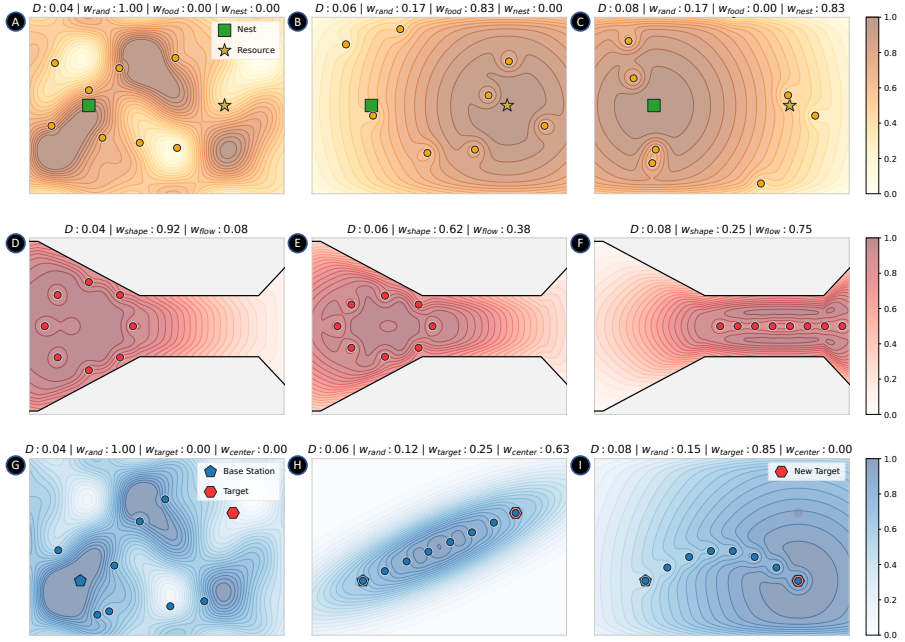 A
D : 0.04 | w_rand : 1.00 | w_food : 0.00 | w_nest : 0.00
Nest
Resource
B
D : 0.06 | w_rand : 0.17 | w_food : 0.83 | w_nest : 0.00
C
D : 0.08 | w_rand : 0.17 | w_food : 0.00 | w_nest : 0.83
1.0
0.8
0.6
0.4
0.2
0.0
D
D : 0.04 | w_shape : 0.92 | w_flow : 0.08
E
D : 0.06 | w_shape : 0.62 | w_flow : 0.38
F
D : 0.08 | w_shape : 0.25 | w_flow : 0.75
1.0
0.8
0.6
0.4
0.2
0.0
G
D : 0.04 | w_rand : 1.00 | w_target : 0.00 | w_center : 0.00
Base Station
Target
H
D : 0.06 | w_rand : 0.12 | w_target : 0.25 | w_center : 0.63
I
D : 0.08 | w_rand : 0.15 | w_target : 0.85 | w_center : 0.00
New Target
1.0
0.8
0.6
0.4
0.2
0.0